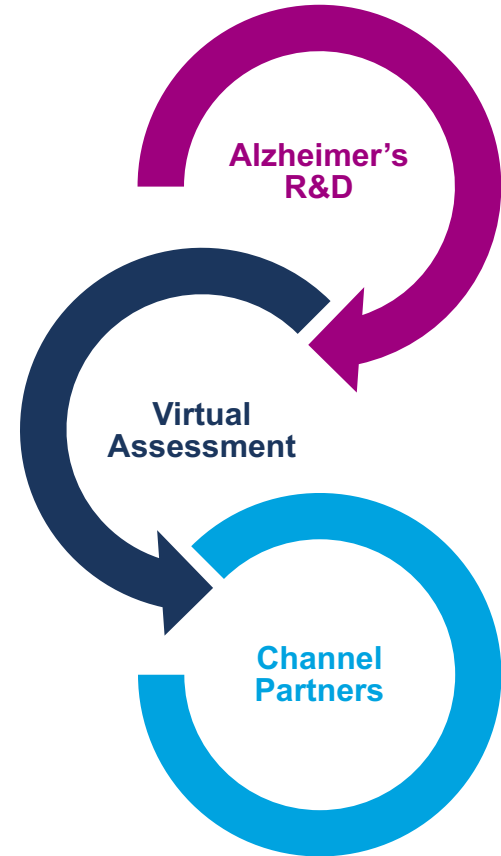 Alzheimer’s
R&D
Virtual
Assessment
Channel
Partners